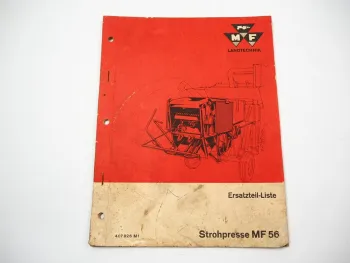 MF
LANDTECHNIK
Ersatzteil-Liste
Strohpresse MF 56